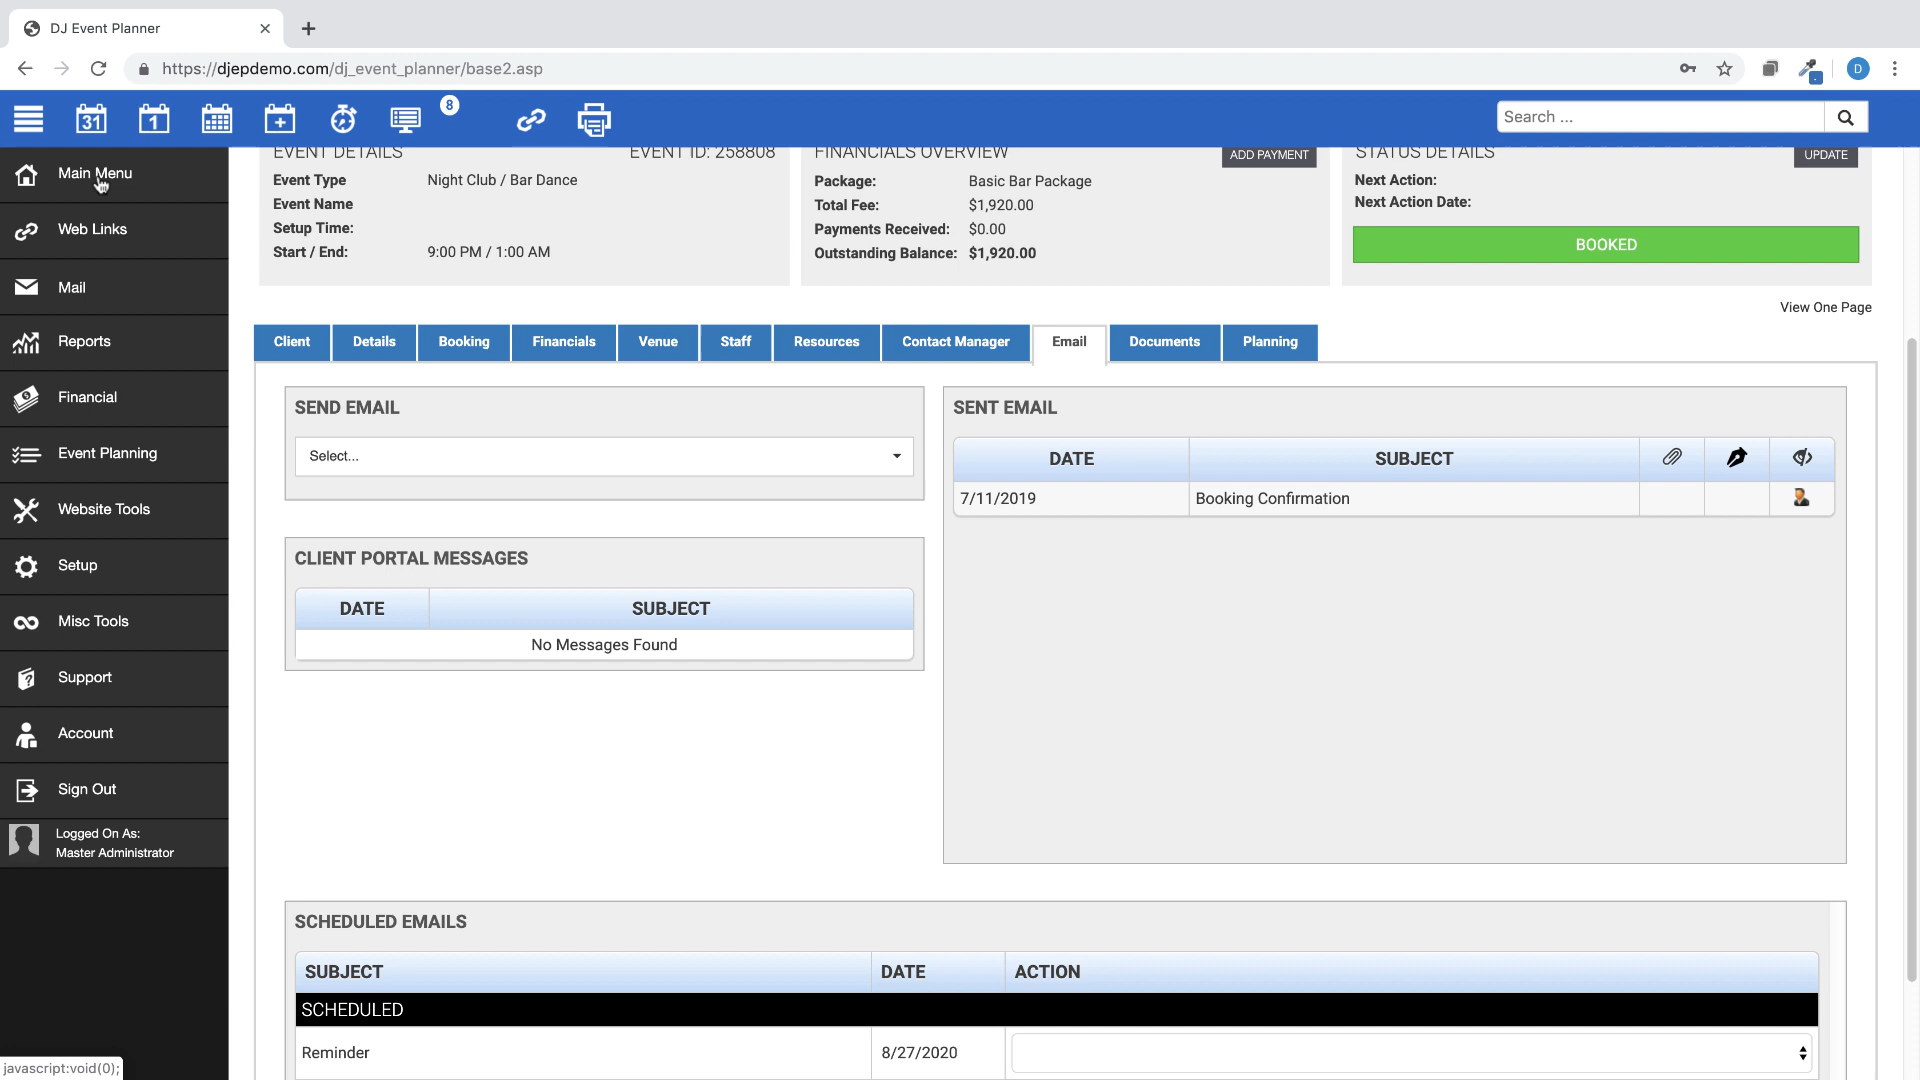 DJ Event Planner
https://djepdemo.com/dj_event_planner/base2.asp
D
31
1
8
Search ...
Main Menu
Web Links
Mail
Reports
Financial
Event Planning
Website Tools
Setup
Misc Tools
Support
Account
Sign Out
Logged On As:
Master Administrator
javascript:void(0);
EVENT DETAILS
EVENT ID: 258808
Event Type
Night Club / Bar Dance
Event Name
Setup Time:
Start / End:
9:00 PM / 1:00 AM
FINANCIALS OVERVIEW
ADD PAYMENT
Package:
Basic Bar Package
Total Fee:
$1,920.00
Payments Received:
$0.00
Outstanding Balance:
$1,920.00
STATUS DETAILS
UPDATE
Next Action:
Next Action Date:
BOOKED
View One Page
Client
Details
Booking
Financials
Venue
Staff
Resources
Contact Manager
Email
Documents
Planning
SEND EMAIL
Select...
CLIENT PORTAL MESSAGES
DATE
SUBJECT
No Messages Found
SENT EMAIL
DATE
SUBJECT
7/11/2019
Booking Confirmation
SCHEDULED EMAILS
SUBJECT
DATE
ACTION
SCHEDULED
Reminder
8/27/2020